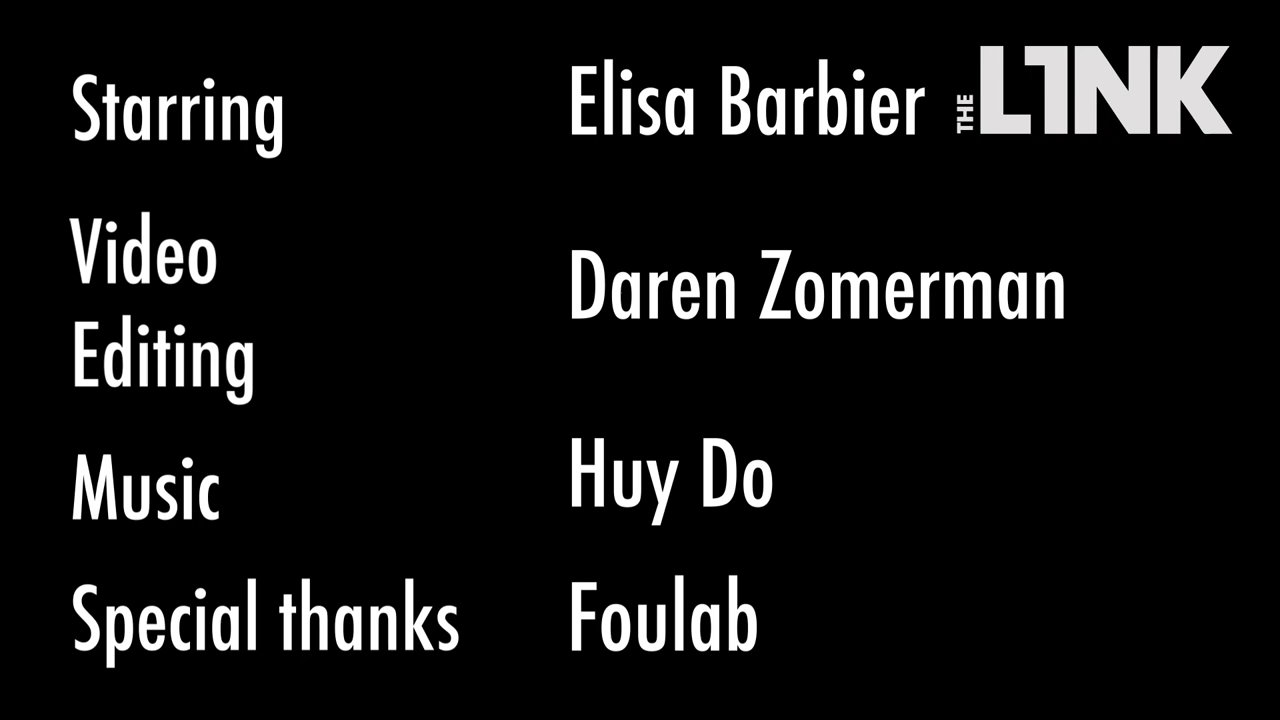 Starring
Elisa Barbier
THE L1NK
Video
Editing
Daren Zomerman
Music
Huy Do
Special thanks
Foulab